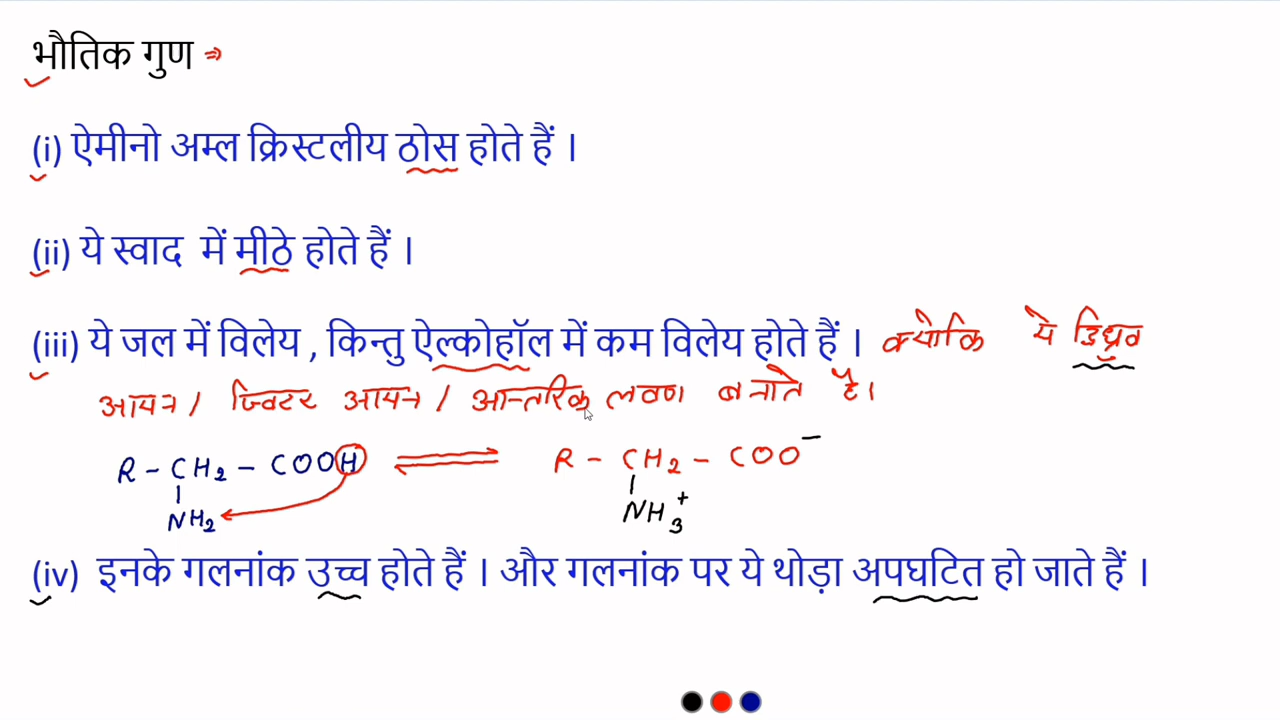 भौतिक गुण ⇒
(i) ऐमीनो अम्ल क्रिस्टलीय ठोस होते हैं ।
(ii) ये स्वाद में मीठे होते हैं ।
(iii) ये जल में विलेय , किन्तु ऐल्कोहॉल में कम विलेय होते हैं । क्योकि ये द्विध्रुव
आयन / ज्विटर आयन / आन्तरिक लवण बनाते है।
R - CH2 - COOH ⇌ R - CH2 - COO⁻
NH2 NH3⁺
(iv) इनके गलनांक उच्च होते हैं । और गलनांक पर ये थोड़ा अपघटित हो जाते हैं ।